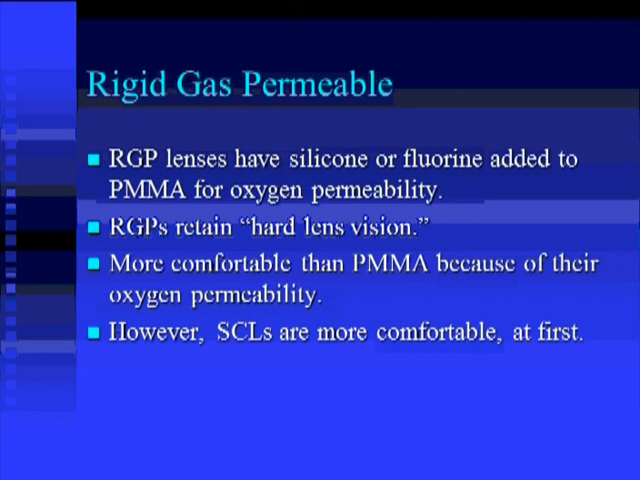 Rigid Gas Permeable
RGP lenses have silicone or fluorine added to
PMMA for oxygen permeability.
RGPs retain “hard lens vision.”
More comfortable than PMMA because of their
oxygen permeability.
However, SCLs are more comfortable, at first.